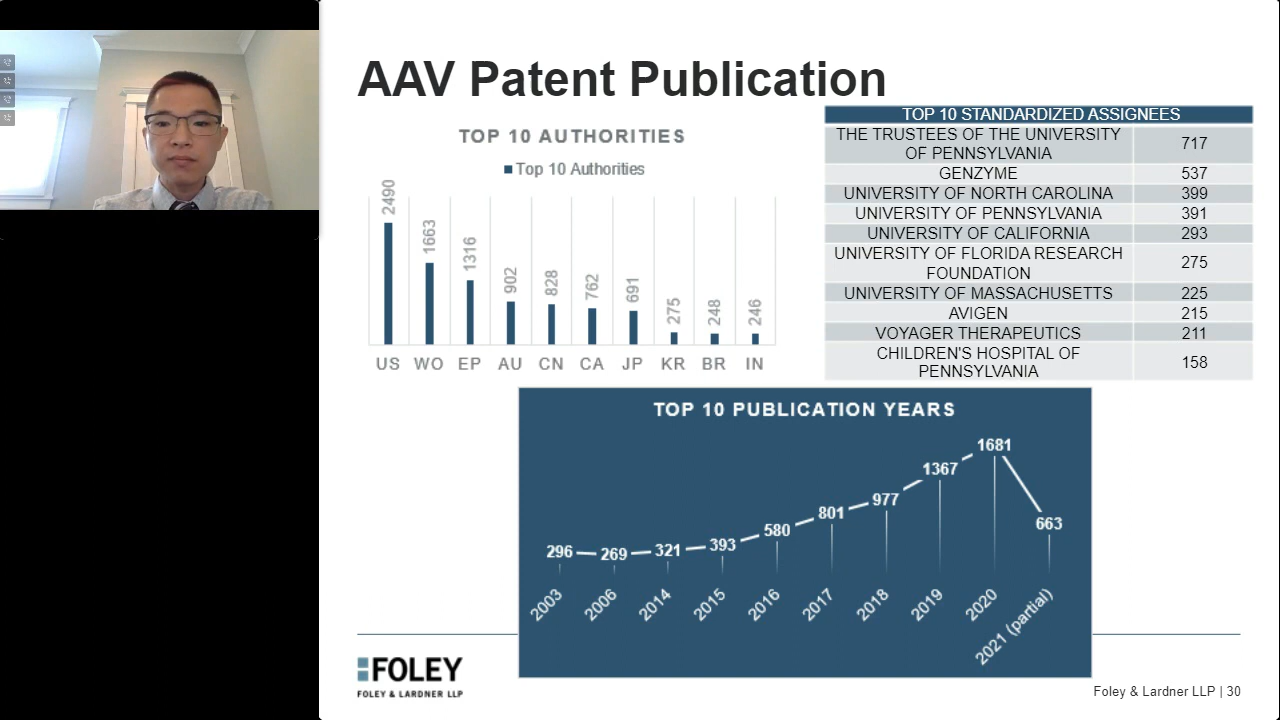 AAV Patent Publication
TOP 10 AUTHORITIES
Top 10 Authorities
2490
1663
1316
902
828
762
691
275
248
246
US WO EP AU CN CA JP KR BR IN
TOP 10 STANDARDIZED ASSIGNEES
THE TRUSTEES OF THE UNIVERSITY
OF PENNSYLVANIA 717
GENZYME 537
UNIVERSITY OF NORTH CAROLINA 399
UNIVERSITY OF PENNSYLVANIA 391
UNIVERSITY OF CALIFORNIA 293
UNIVERSITY OF FLORIDA RESEARCH
FOUNDATION 275
UNIVERSITY OF MASSACHUSETTS 225
AVIGEN 215
VOYAGER THERAPEUTICS 211
CHILDREN'S HOSPITAL OF
PENNSYLVANIA 158
TOP 10 PUBLICATION YEARS
296 269 321 393 580 801 977 1367 1681 663
2003 2006 2014 2015 2016 2017 2018 2019 2020 2021 (partial)
FOLEY
FOLEY & LARDNER LLP
Foley & Lardner LLP | 30